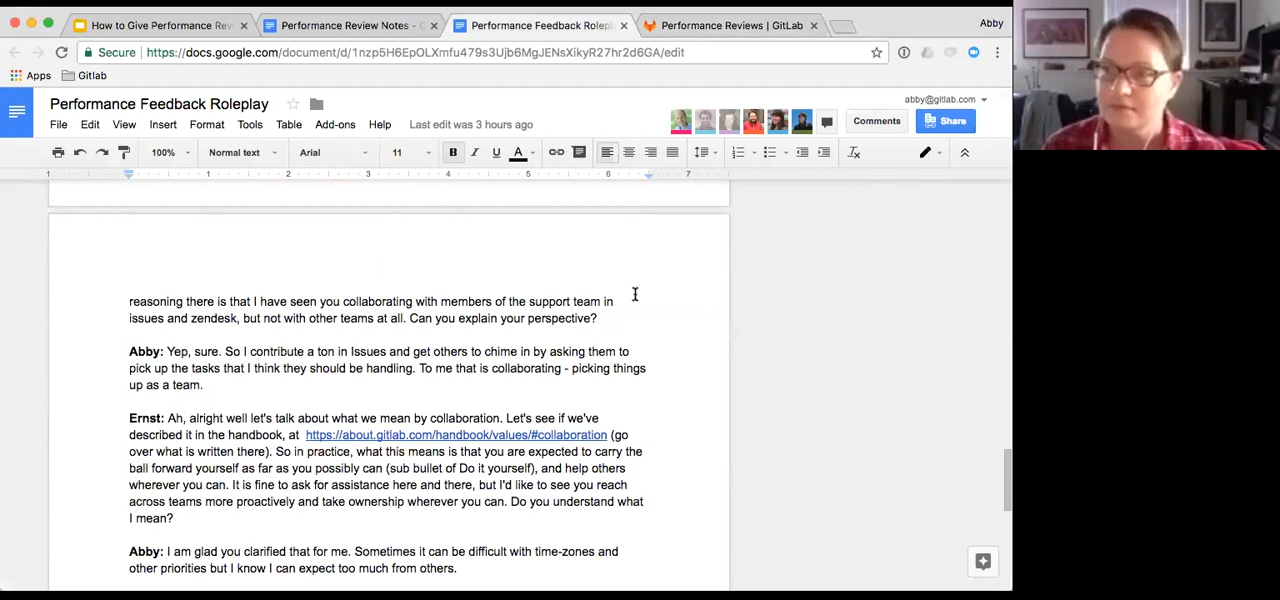 How to Give Performance Revi
Performance Review Notes - G
Performance Feedback Rolepl
Performance Reviews | GitLab
Abby
Secure
https://docs.google.com/document/d/1nzp5H6EpOLXmfu479s3Ujb6MgJENsXikyR27hr2d6GA/edit
Apps
Gitlab
Performance Feedback Roleplay
abby@gitlab.com
File Edit View Insert Format Tools Table Add-ons Help Last edit was 3 hours ago
Comments
Share
100% Normal text Arial 11 B I U A
1 1 2 3 4 5 6 7
reasoning there is that I have seen you collaborating with members of the support team in
issues and zendesk, but not with other teams at all. Can you explain your perspective?
Abby: Yep, sure. So I contribute a ton in Issues and get others to chime in by asking them to
pick up the tasks that I think they should be handling. To me that is collaborating - picking things
up as a team.
Ernst: Ah, alright well let's talk about what we mean by collaboration. Let's see if we've
described it in the handbook, at https://about.gitlab.com/handbook/values/#collaboration (go
over what is written there). So in practice, what this means is that you are expected to carry the
ball forward yourself as far as you possibly can (sub bullet of Do it yourself), and help others
wherever you can. It is fine to ask for assistance here and there, but I'd like to see you reach
across teams more proactively and take ownership wherever you can. Do you understand what
I mean?
Abby: I am glad you clarified that for me. Sometimes it can be difficult with time-zones and
other priorities but I know I can expect too much from others.